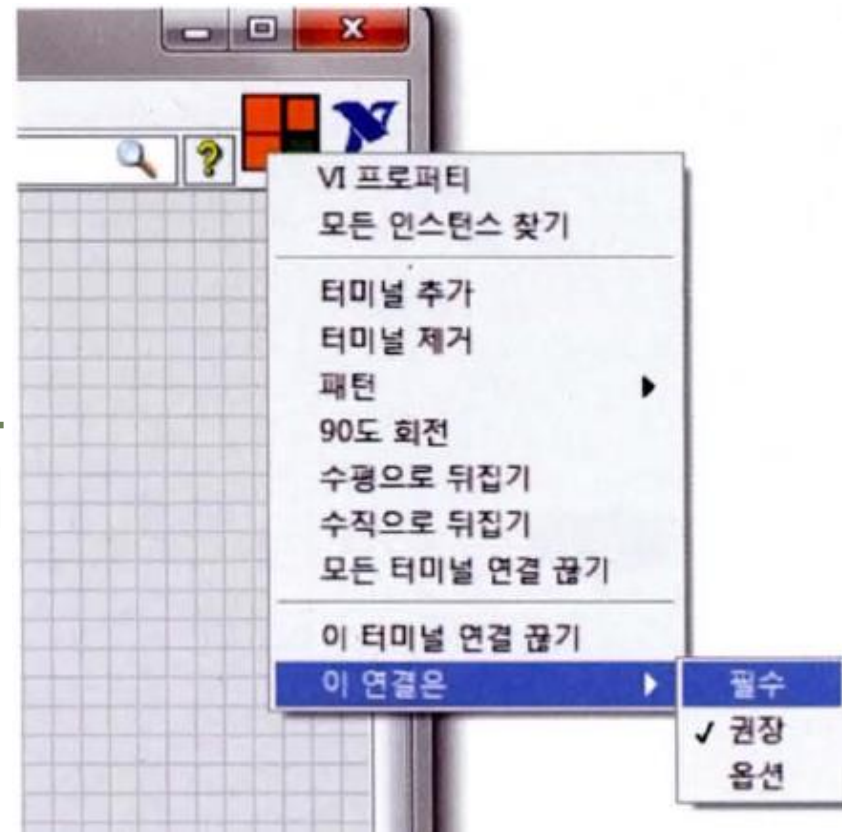 VI 프로퍼티
모든 인스턴스 찾기
터미널 추가
터미널 제거
패턴
90도 회전
수평으로 뒤집기
수직으로 뒤집기
모든 터미널 연결 끊기
이 터미널 연결 끊기
이 연결은
필수
✓ 권장
옵션